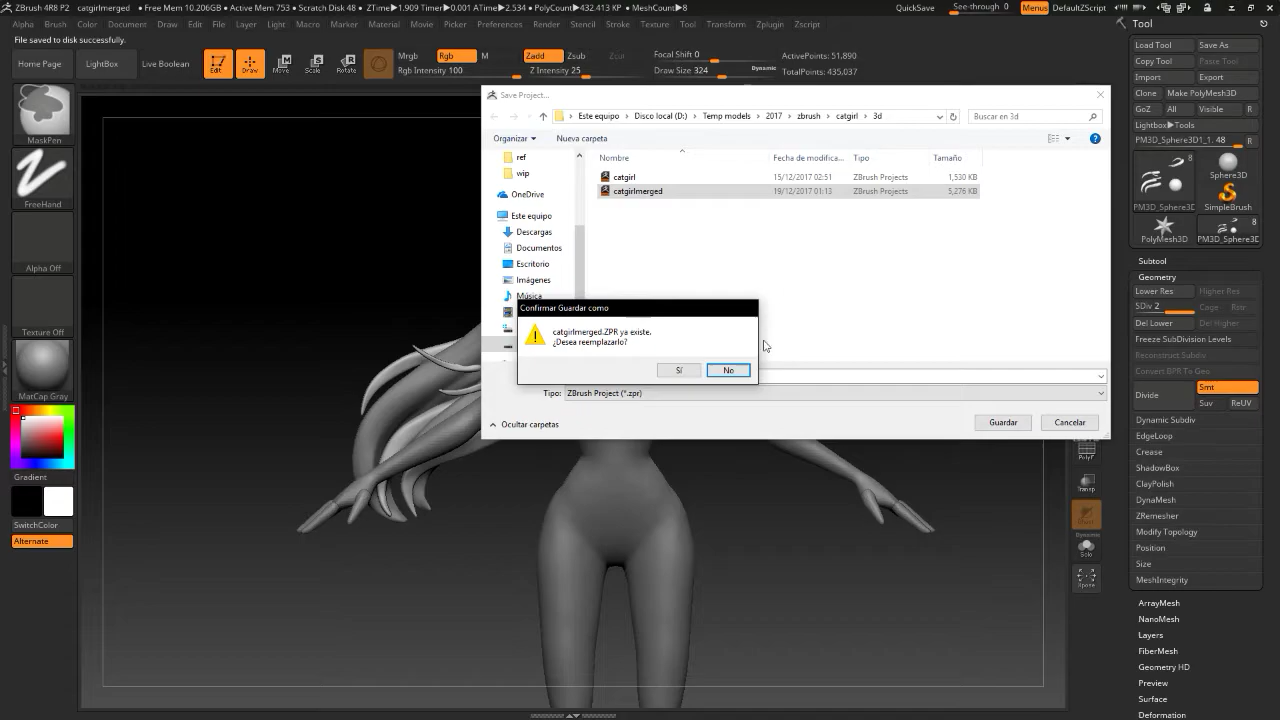 ZBrush 4R8 P2 catgirlmerged • Free Mem 10.206GB • Active Mem 753 • Scratch Disk 48 • ZTime▸1.909 Timer▸0.001 ATime▸2.534 • PolyCount▸432.413 KP • MeshCount▸8 QuickSave See-through 0 Menus DefaultZScript
Alpha Brush Color Document Draw Edit File Layer Light Macro Marker Material Movie Picker Preferences Render Stencil Stroke Texture Tool Transform Zplugin Zscript
File saved to disk successfully.
Home Page LightBox Live Boolean Edit Draw Move Scale Rotate
Mrgb Rgb M Zadd Zsub Zcut Focal Shift 0 ActivePoints: 51,890
Rgb Intensity 100 Z Intensity 25 Draw Size 324 Dynamic TotalPoints: 435,037
MaskPen
FreeHand
Alpha Off
Texture Off
MatCap Gray
Gradient
SwitchColor
Alternate
Save Project...
Este equipo Disco local (D:) Temp models 2017 zbrush catgirl 3d Buscar en 3d
Organizar Nueva carpeta
ref
wip
OneDrive
Este equipo
Descargas
Documentos
Escritorio
Imágenes
Música
Nombre Fecha de modifica... Tipo Tamaño
catgirl 15/12/2017 02:51 ZBrush Projects 1,530 KB
catgirlmerged 19/12/2017 01:13 ZBrush Projects 5,276 KB
Confirmar Guardar como
catgirlmerged.ZPR ya existe.
¿Desea reemplazarlo?
Sí No
Tipo: ZBrush Project (*.zpr)
Ocultar carpetas Guardar Cancelar
PolyF
Transp
Dynamic
Solo
Xpose
Tool
Load Tool Save As
Copy Tool Paste Tool
Import Export
Clone Make PolyMesh3D
GoZ All Visible R
Lightbox▸Tools
PM3D_Sphere3D1_1. 48 R
8
Sphere3D
PM3D_Sphere3D SimpleBrush
8
PolyMesh3D PM3D_Sphere3D
Subtool
Geometry
Lower Res Higher Res
SDiv 2 Cage Rstr
Del Lower Del Higher
Freeze SubDivision Levels
Reconstruct Subdiv
Convert BPR To Geo
Divide Smt
Suv ReUV
Dynamic Subdiv
EdgeLoop
Crease
ShadowBox
ClayPolish
DynaMesh
ZRemesher
Modify Topology
Position
Size
MeshIntegrity
ArrayMesh
NanoMesh
Layers
FiberMesh
Geometry HD
Preview
Surface
Deformation